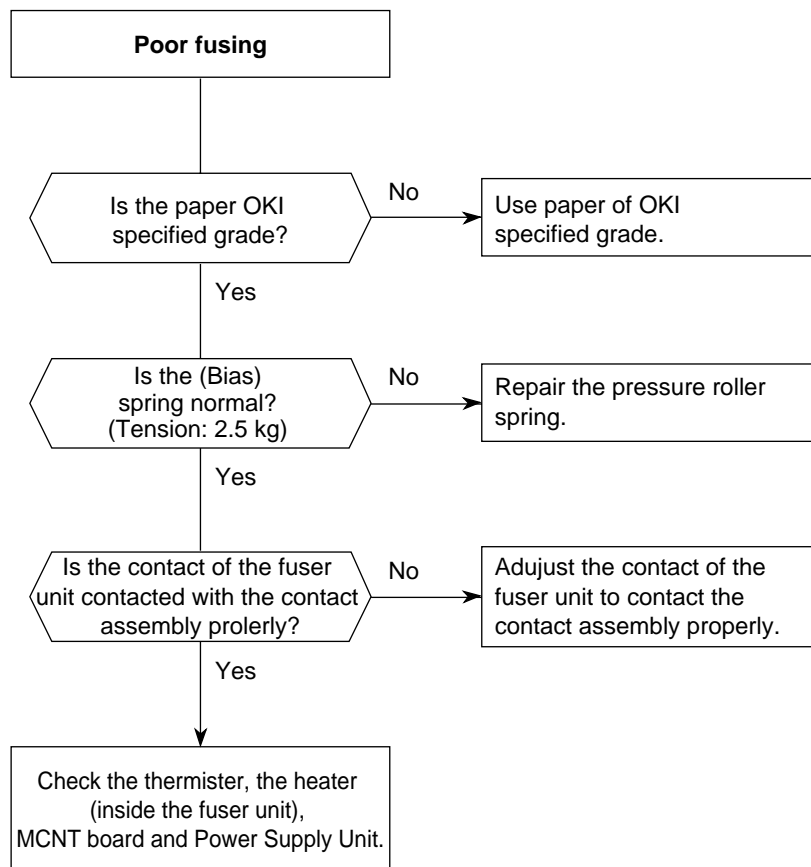 Poor fusing
Is the paper OKI
specified grade?
No
Use paper of OKI
specified grade.
Yes
Is the (Bias)
spring normal?
(Tension: 2.5 kg)
No
Repair the pressure roller
spring.
Yes
Is the contact of the fuser
unit contacted with the contact
assembly prolerly?
No
Adujust the contact of the
fuser unit to contact the
contact assembly properly.
Yes
Check the thermister, the heater
(inside the fuser unit),
MCNT board and Power Supply Unit.